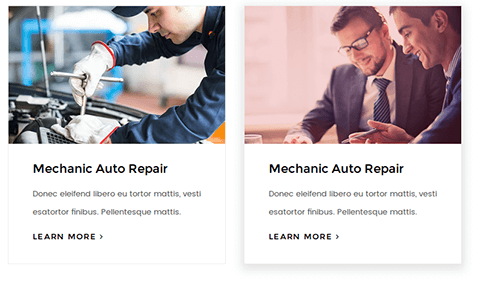 Mechanic Auto Repair
Donec eleifend libero eu tortor mattis, vesti
esatortor finibus. Pellentesque mattis.
LEARN MORE >
Mechanic Auto Repair
Donec eleifend libero eu tortor mattis, vesti
esatortor finibus. Pellentesque mattis.
LEARN MORE >